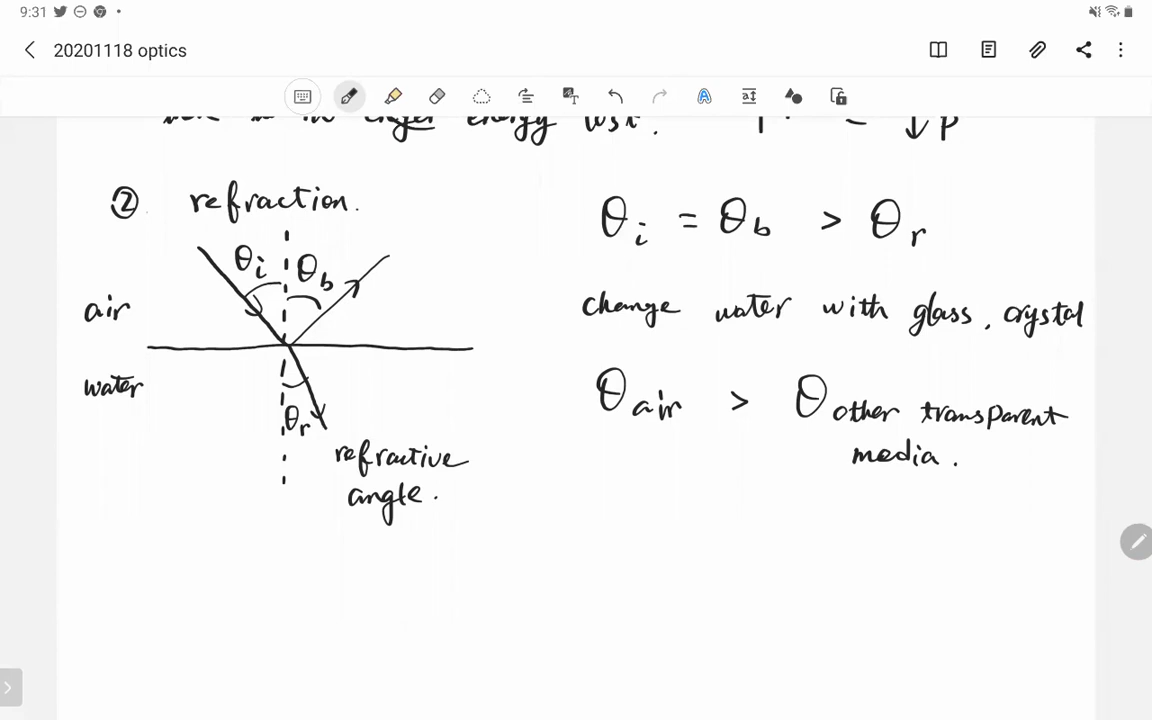 9:31
20201118 optics
energy
② refraction.
θi = θb > θr
θi θb
air
change water with glass, crystal
water
θair > θother transparent
media.
θr
refractive
angle.